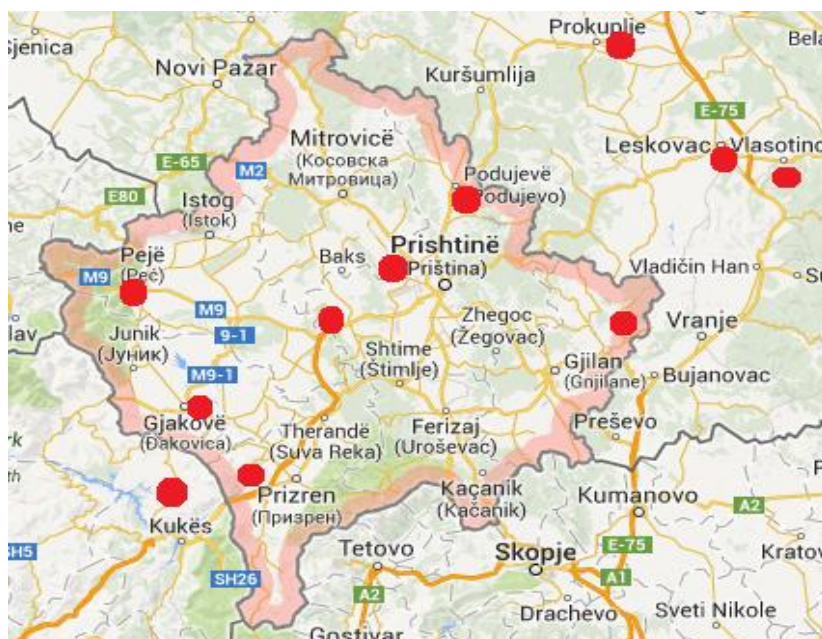 Sjenica
Novi Pazar
Prokuplje
Kuršumlija
E-75
Leskovac
Vlasotinc
Mitrovicë
(Косовска
Митровица)
E-65
M2
E80
Istog
(Istok)
Podujevë
(Podujevo)
Pejë
(Peć)
M9
Baks
Prishtinë
(Priština)
Vladičin Han
M9
9-1
Junik
(Јуник)
Zhegoc
(Žegovac)
Vranje
Shtime
(Štimlje)
M9-1
Gjilan
(Gnjilane)
Bujanovac
Gjakovë
(Đakovica)
Therandë
(Suva Reka)
Ferizaj
(Uroševac)
Preševo
Prizren
(Призрен)
Kaçanik
(Kačanik)
Kumanovo
A2
Kukës
SH5
Tetovo
Skopje
E-75
Kratov
SH26
A2
A1
Drachevo
Sveti Nikole
Gostivar